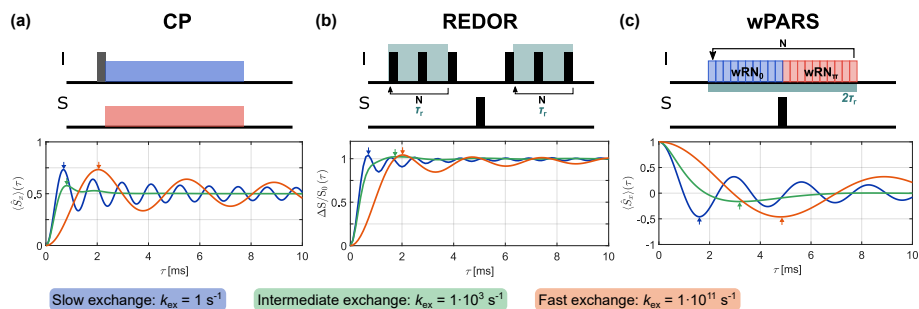 (a) CP
I
S
1
0.5
0
⟨Ŝₓ⟩(τ)
0 2 4 6 8 10
τ [ms]
(b) REDOR
I
N
τr
N
τr
S
1
0.5
0
ΔS/S₀ (τ)
0 2 4 6 8 10
τ [ms]
(c) wPARS
N
I
wRN₀ wRNπ
2τr
S
1
0.5
0
-0.5
-1
⟨Ŝₓ⟩(τ)
0 2 4 6 8 10
τ [ms]
Slow exchange: kex = 1 s⁻¹
Intermediate exchange: kex = 1·10³ s⁻¹
Fast exchange: kex = 1·10¹¹ s⁻¹